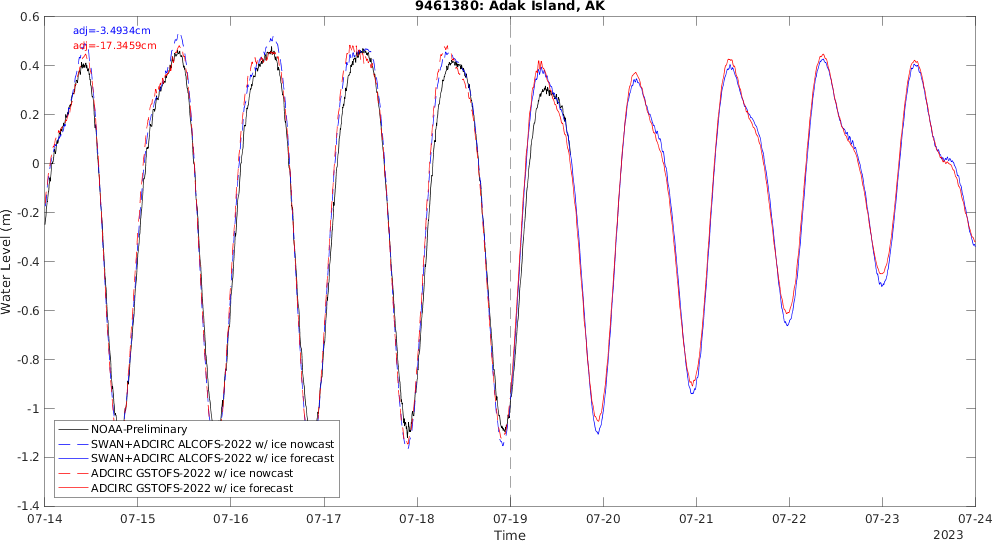 9461380: Adak Island, AK
adj=-3.4934cm
adj=-17.3459cm
0.6
0.4
0.2
0
-0.2
-0.4
-0.6
-0.8
-1
-1.2
-1.4
Water Level (m)
NOAA-Preliminary
SWAN+ADCIRC ALCOFS-2022 w/ ice nowcast
SWAN+ADCIRC ALCOFS-2022 w/ ice forecast
ADCIRC GSTOFS-2022 w/ ice nowcast
ADCIRC GSTOFS-2022 w/ ice forecast
07-14 07-15 07-16 07-17 07-18 07-19 07-20 07-21 07-22 07-23 07-24
Time
2023